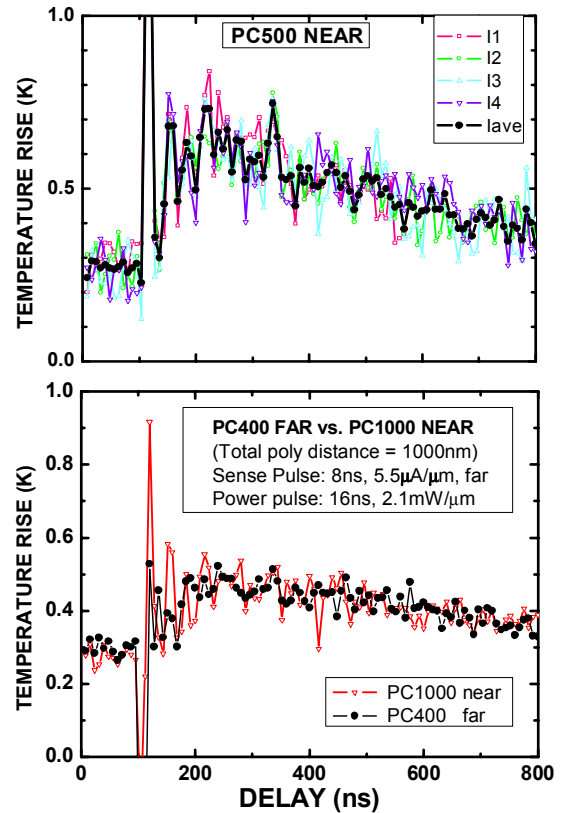 PC500 NEAR
I1
I2
I3
I4
Iave
TEMPERATURE RISE (K)
1.0
0.5
0.0
PC400 FAR vs. PC1000 NEAR
(Total poly distance = 1000nm)
Sense Pulse: 8ns, 5.5μA/μm, far
Power pulse: 16ns, 2.1mW/μm
TEMPERATURE RISE (K)
1.0
0.8
0.6
0.4
0.2
0.0
PC1000 near
PC400 far
0 200 400 600 800
DELAY (ns)